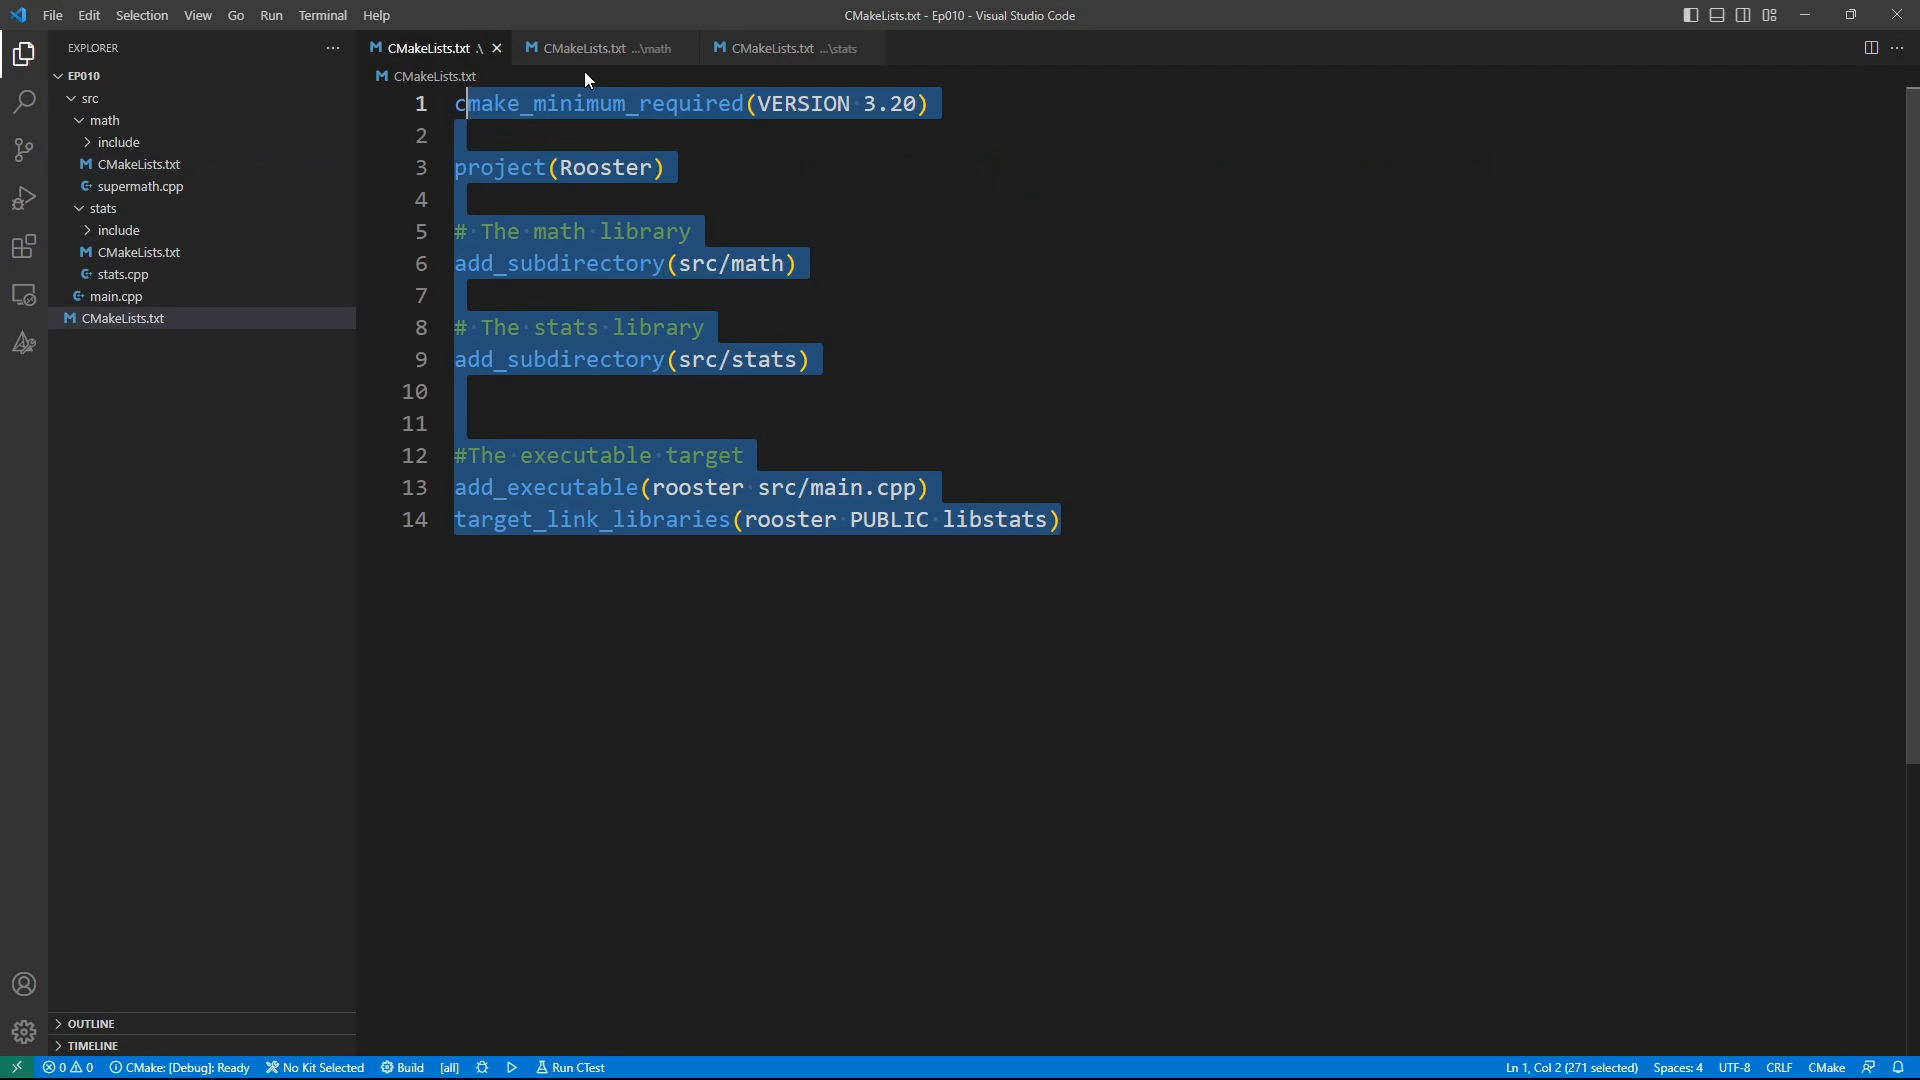 File Edit Selection View Go Run Terminal Help
CMakeLists.txt - Ep010 - Visual Studio Code
EXPLORER
EP010
src
math
include
CMakeLists.txt
supermath.cpp
stats
include
CMakeLists.txt
stats.cpp
main.cpp
CMakeLists.txt
OUTLINE
TIMELINE
CMakeLists.txt .\ CMakeLists.txt ...\math CMakeLists.txt ...\stats
CMakeLists.txt
1 cmake_minimum_required(VERSION 3.20)
2
3 project(Rooster)
4
5 # The math library
6 add_subdirectory(src/math)
7
8 # The stats library
9 add_subdirectory(src/stats)
10
11
12 #The executable target
13 add_executable(rooster src/main.cpp)
14 target_link_libraries(rooster PUBLIC libstats)
0 0 CMake: [Debug]: Ready No Kit Selected Build [all] Run CTest Ln 1, Col 2 (271 selected) Spaces: 4 UTF-8 CRLF CMake